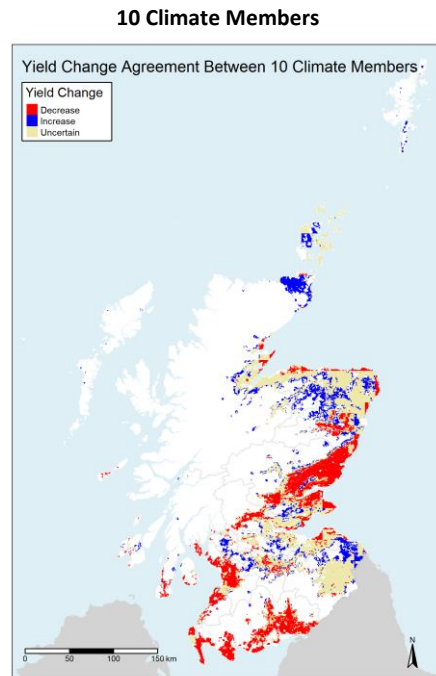 10 Climate Members
Yield Change Agreement Between 10 Climate Members
Yield Change
Decrease
Increase
Uncertain
N
0 50 100 150 km